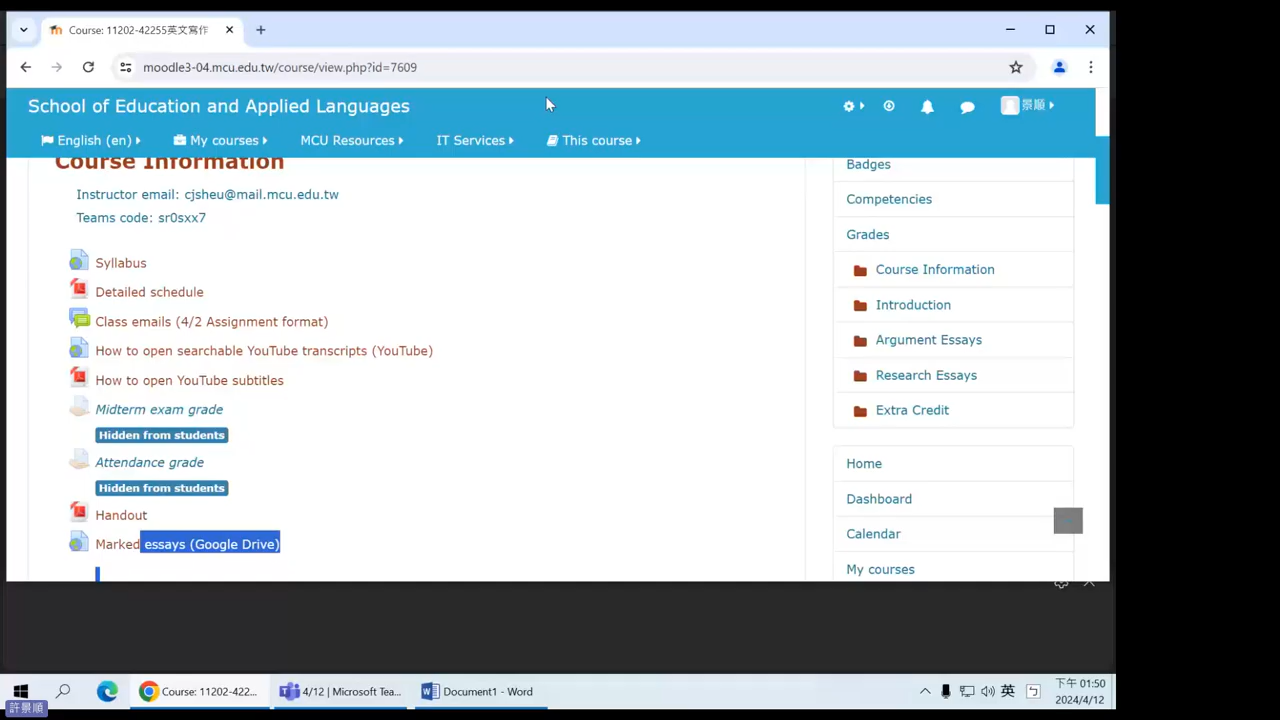 Course: 11202-42255英文寫作
moodle3-04.mcu.edu.tw/course/view.php?id=7609
School of Education and Applied Languages
景順
English (en)
My courses
MCU Resources
IT Services
This course
Course Information
Instructor email: cjsheu@mail.mcu.edu.tw
Teams code: sr0sxx7
Syllabus
Detailed schedule
Class emails (4/2 Assignment format)
How to open searchable YouTube transcripts (YouTube)
How to open YouTube subtitles
Midterm exam grade
Hidden from students
Attendance grade
Hidden from students
Handout
Marked essays (Google Drive)
Badges
Competencies
Grades
Course Information
Introduction
Argument Essays
Research Essays
Extra Credit
Home
Dashboard
Calendar
My courses
Course: 11202-422...
4/12 | Microsoft Tea...
Document1 - Word
英
ㄅ
下午 01:50
2024/4/12
許景順